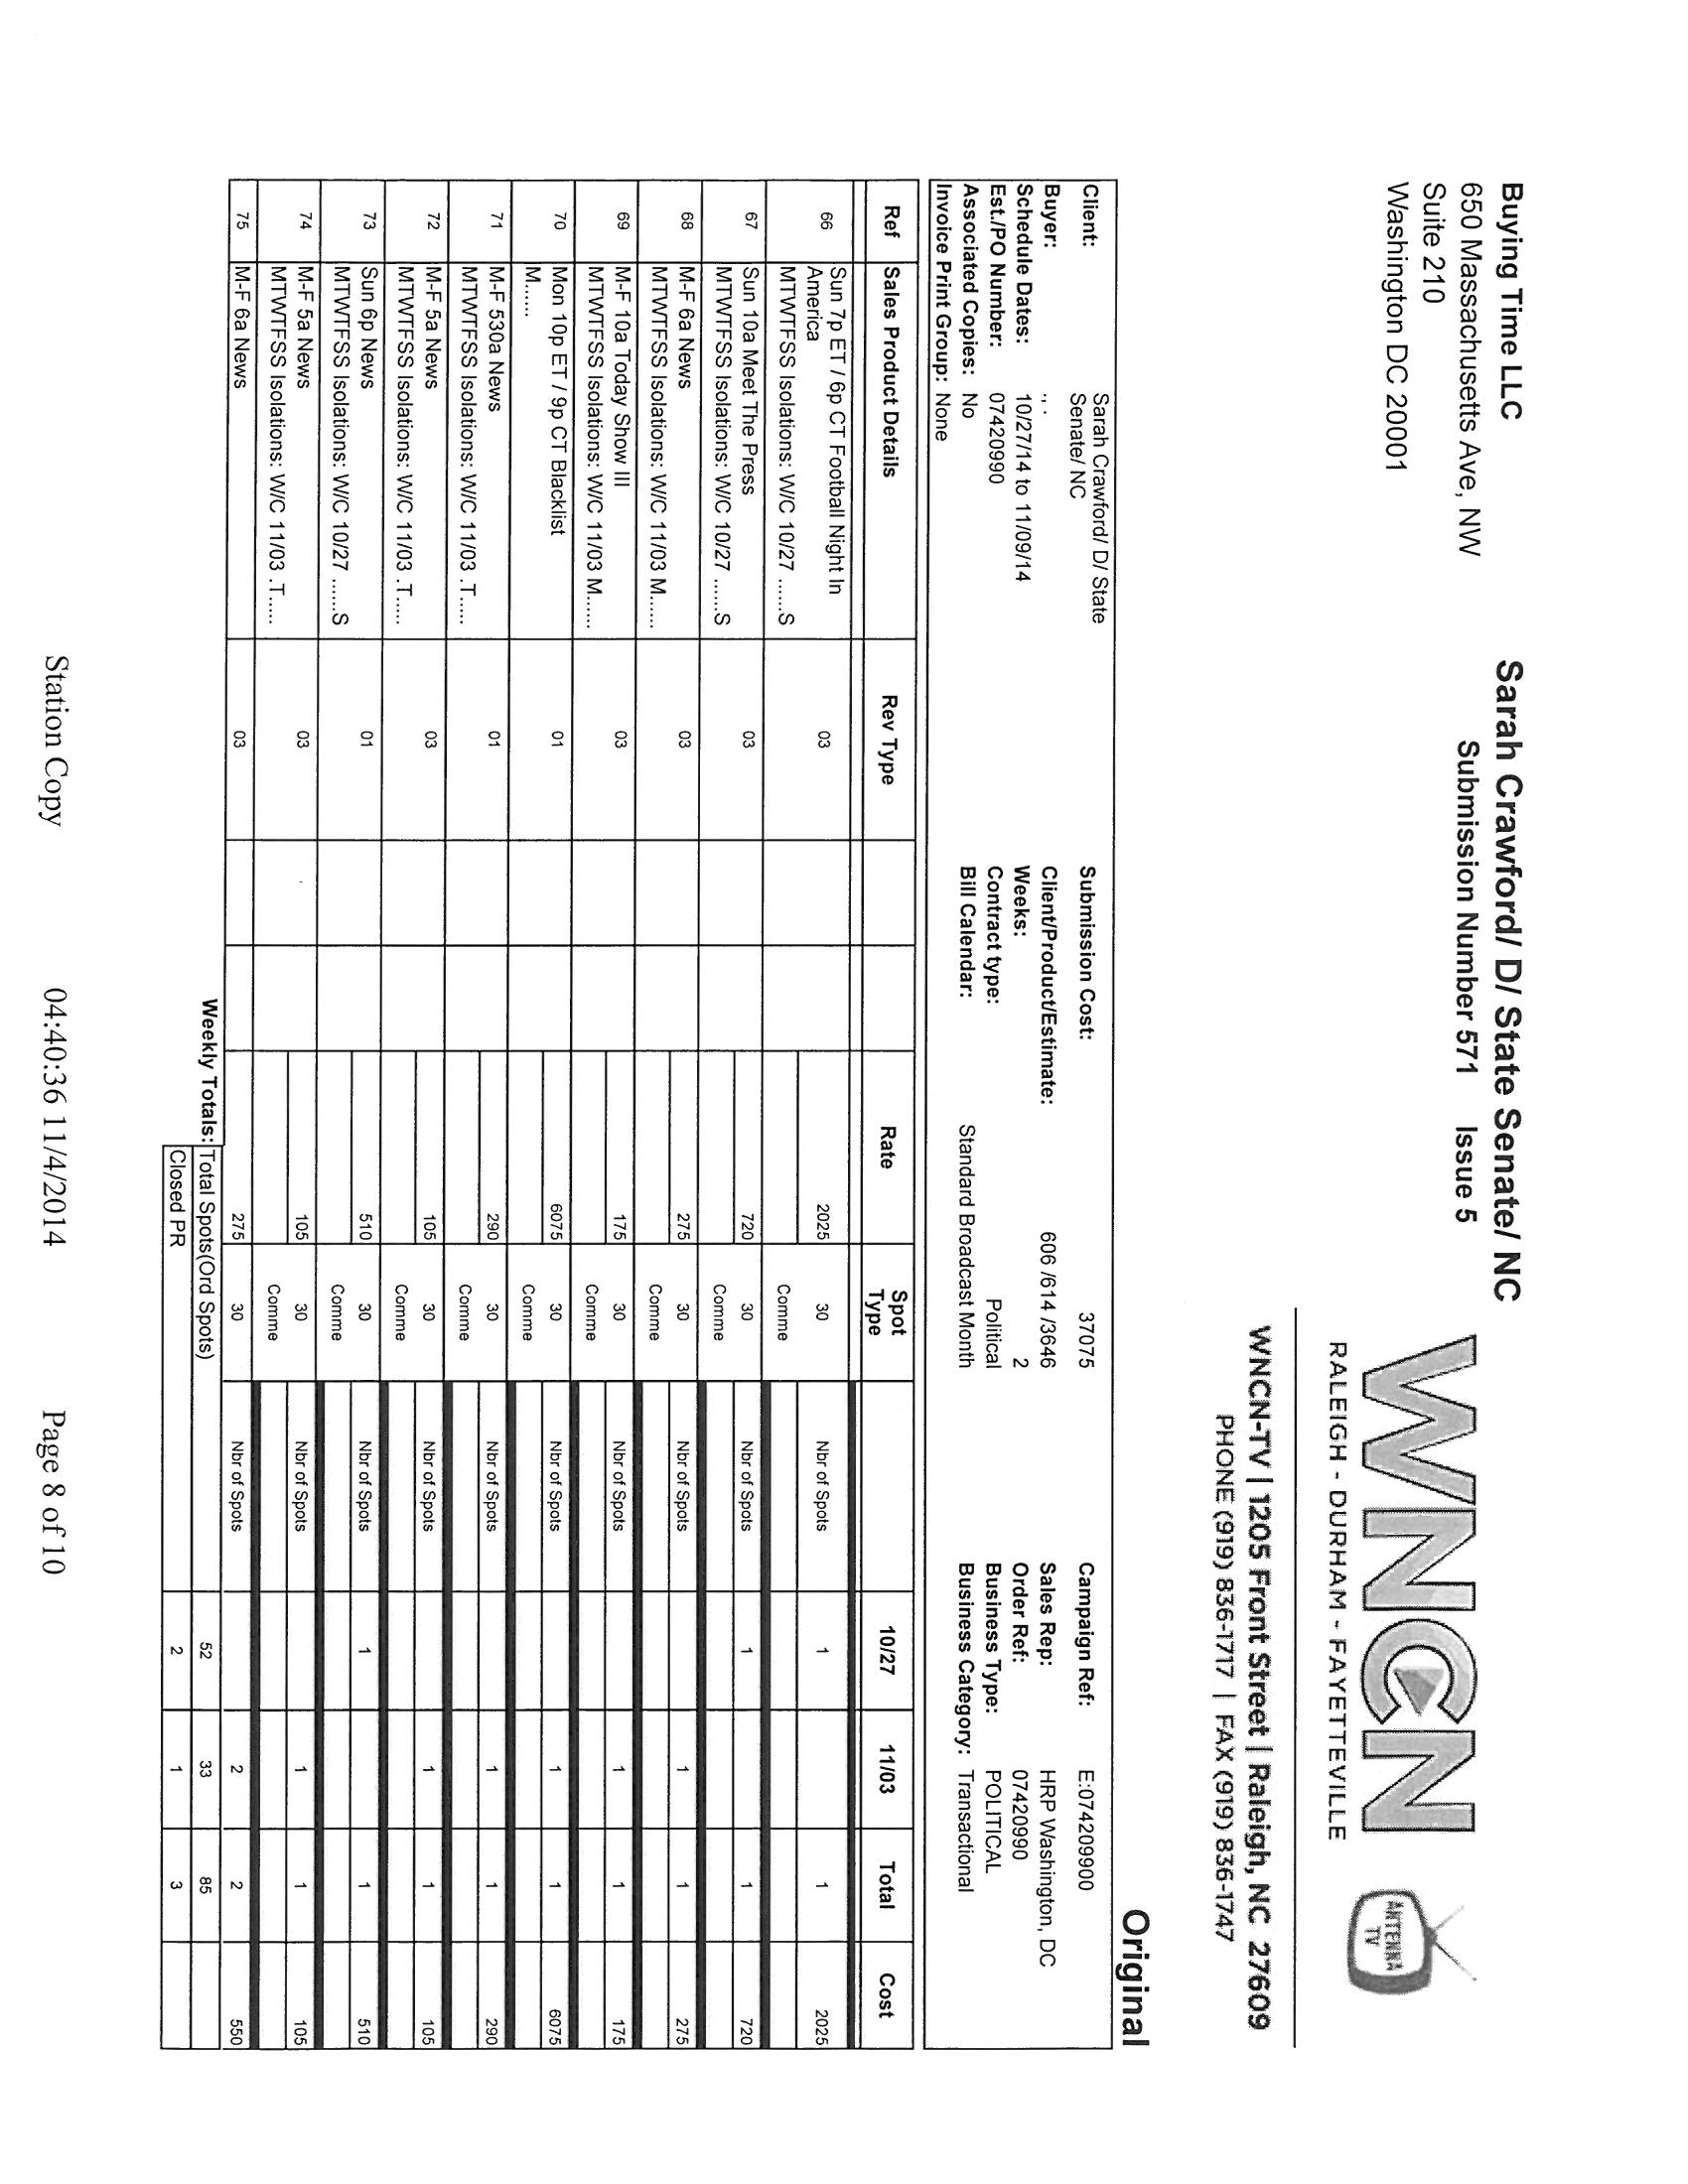 Buying Time LLC
650 Massachusetts Ave, NW
Suite 210
Washington DC 20001
Sarah Crawford/ D/ State Senate/ NC
Submission Number 571 Issue 5
WNCN
RALEIGH - DURHAM - FAYETTEVILLE
ANTENNA
TV
WNCN-TV | 1205 Front Street | Raleigh, NC 27609
PHONE (919) 836-1717 | FAX (919) 836-1747
Original
Client: Sarah Crawford/ D/ State Senate/ NC
Buyer: ., .
Schedule Dates: 10/27/14 to 11/09/14
Est./PO Number: 07420990
Associated Copies: No
Invoice Print Group: None
Submission Cost: 37075
Client/Product/Estimate: 606 /614 /3646
Weeks: 2
Contract type: Political
Bill Calendar: Standard Broadcast Month
Campaign Ref: E:074209900
Sales Rep: HRP Washington, DC
Order Ref: 07420990
Business Type: POLITICAL
Business Category: Transactional
Ref Sales Product Details Rev Type Rate Spot Type 10/27 11/03 Total Cost
66 Sun 7p ET / 6p CT Football Night In 03 2025 30 Nbr of Spots 1 1 2025
America
MTWTFSS Isolations: W/C 10/27 ......S Comme
67 Sun 10a Meet The Press 03 720 30 Nbr of Spots 1 1 720
MTWTFSS Isolations: W/C 10/27 ......S Comme
68 M-F 6a News 03 275 30 Nbr of Spots 1 1 275
MTWTFSS Isolations: W/C 11/03 M...... Comme
69 M-F 10a Today Show III 03 175 30 Nbr of Spots 1 1 175
MTWTFSS Isolations: W/C 11/03 M...... Comme
70 Mon 10p ET / 9p CT Blacklist 01 6075 30 Nbr of Spots 1 1 6075
M...... Comme
71 M-F 530a News 01 290 30 Nbr of Spots 1 1 290
MTWTFSS Isolations: W/C 11/03 .T..... Comme
72 M-F 5a News 03 105 30 Nbr of Spots 1 1 105
MTWTFSS Isolations: W/C 11/03 .T..... Comme
73 Sun 6p News 01 510 30 Nbr of Spots 1 1 510
MTWTFSS Isolations: W/C 10/27 ......S Comme
74 M-F 5a News 03 105 30 Nbr of Spots 1 1 105
MTWTFSS Isolations: W/C 11/03 .T..... Comme
75 M-F 6a News 03 275 30 Nbr of Spots 2 2 550
Weekly Totals: Total Spots(Ord Spots) 52 33 85
Closed PR 2 1 3
Station Copy 04:40:36 11/4/2014 Page 8 of 10